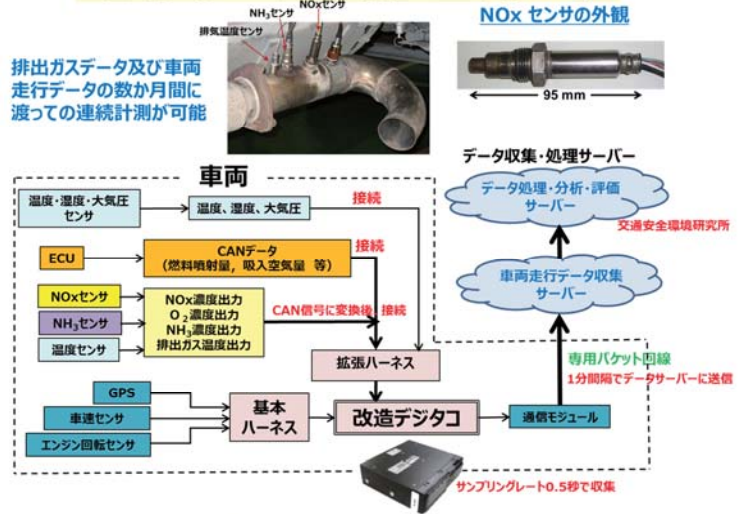 NOxセンサ
NH₃センサ
排気温度センサ
NOx センサの外観
排出ガスデータ及び車両
走行データの数か月間に
渡っての連続計測が可能
95 mm
データ収集・処理サーバー
車両
温度・湿度・大気圧
センサ
温度、湿度、大気圧
接続
データ処理・分析・評価
サーバー
交通安全環境研究所
ECU
CANデータ
(燃料噴射量，吸入空気量 等)
接続
車両走行データ収集
サーバー
NOxセンサ
NH₃センサ
温度センサ
NOx濃度出力
O₂濃度出力
NH₃濃度出力
排出ガス温度出力
CAN信号に変換後、接続
拡張ハーネス
専用パケット回線
1分間隔でデータサーバーに送信
GPS
車速センサ
エンジン回転センサ
基本
ハーネス
改造デジタコ
通信モジュール
サンプリングレート0.5秒で収集